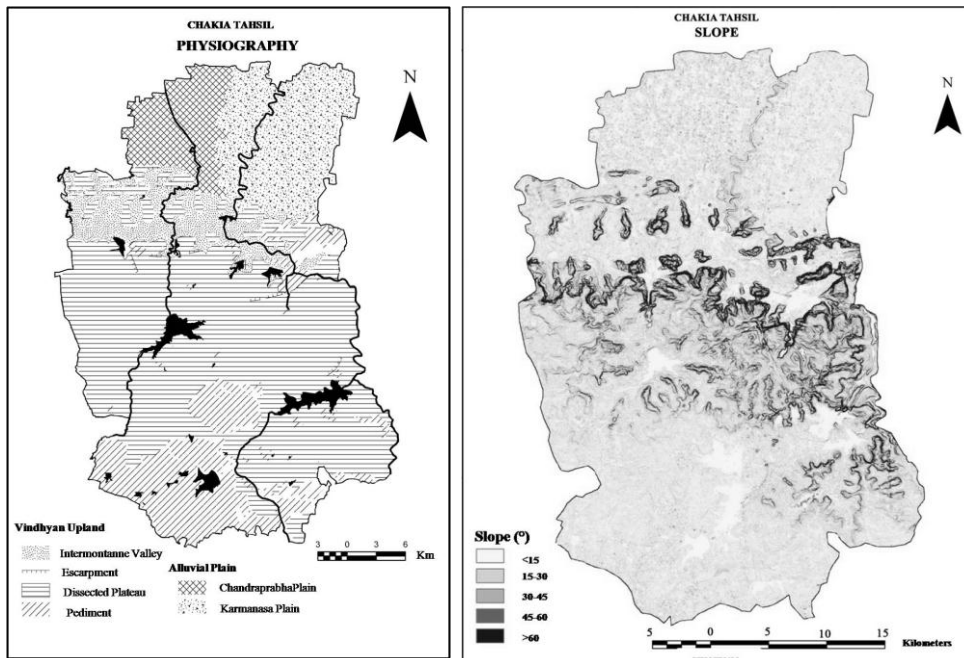 CHAKIA TAHSIL
PHYSIOGRAPHY
N
Vindhyan Upland
Intermontanne Valley
Escarpment
Dissected Plateau
Pediment
Alluvial Plain
ChandraprabhaPlain
Karmanasa Plain
3 0 3 6
Km
CHAKIA TAHSIL
SLOPE
N
Slope (°)
<15
15-30
30-45
45-60
>60
5 0 5 10 15
Kilometers